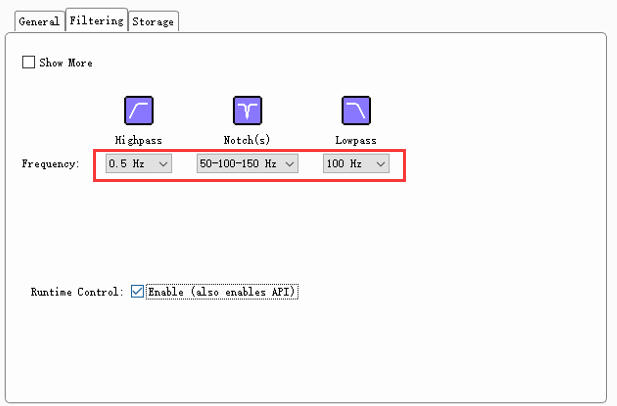 General Filtering Storage
Show More
Highpass Notch(s) Lowpass
Frequency: 0.5 Hz 50-100-150 Hz 100 Hz
Runtime Control: Enable (also enables API)